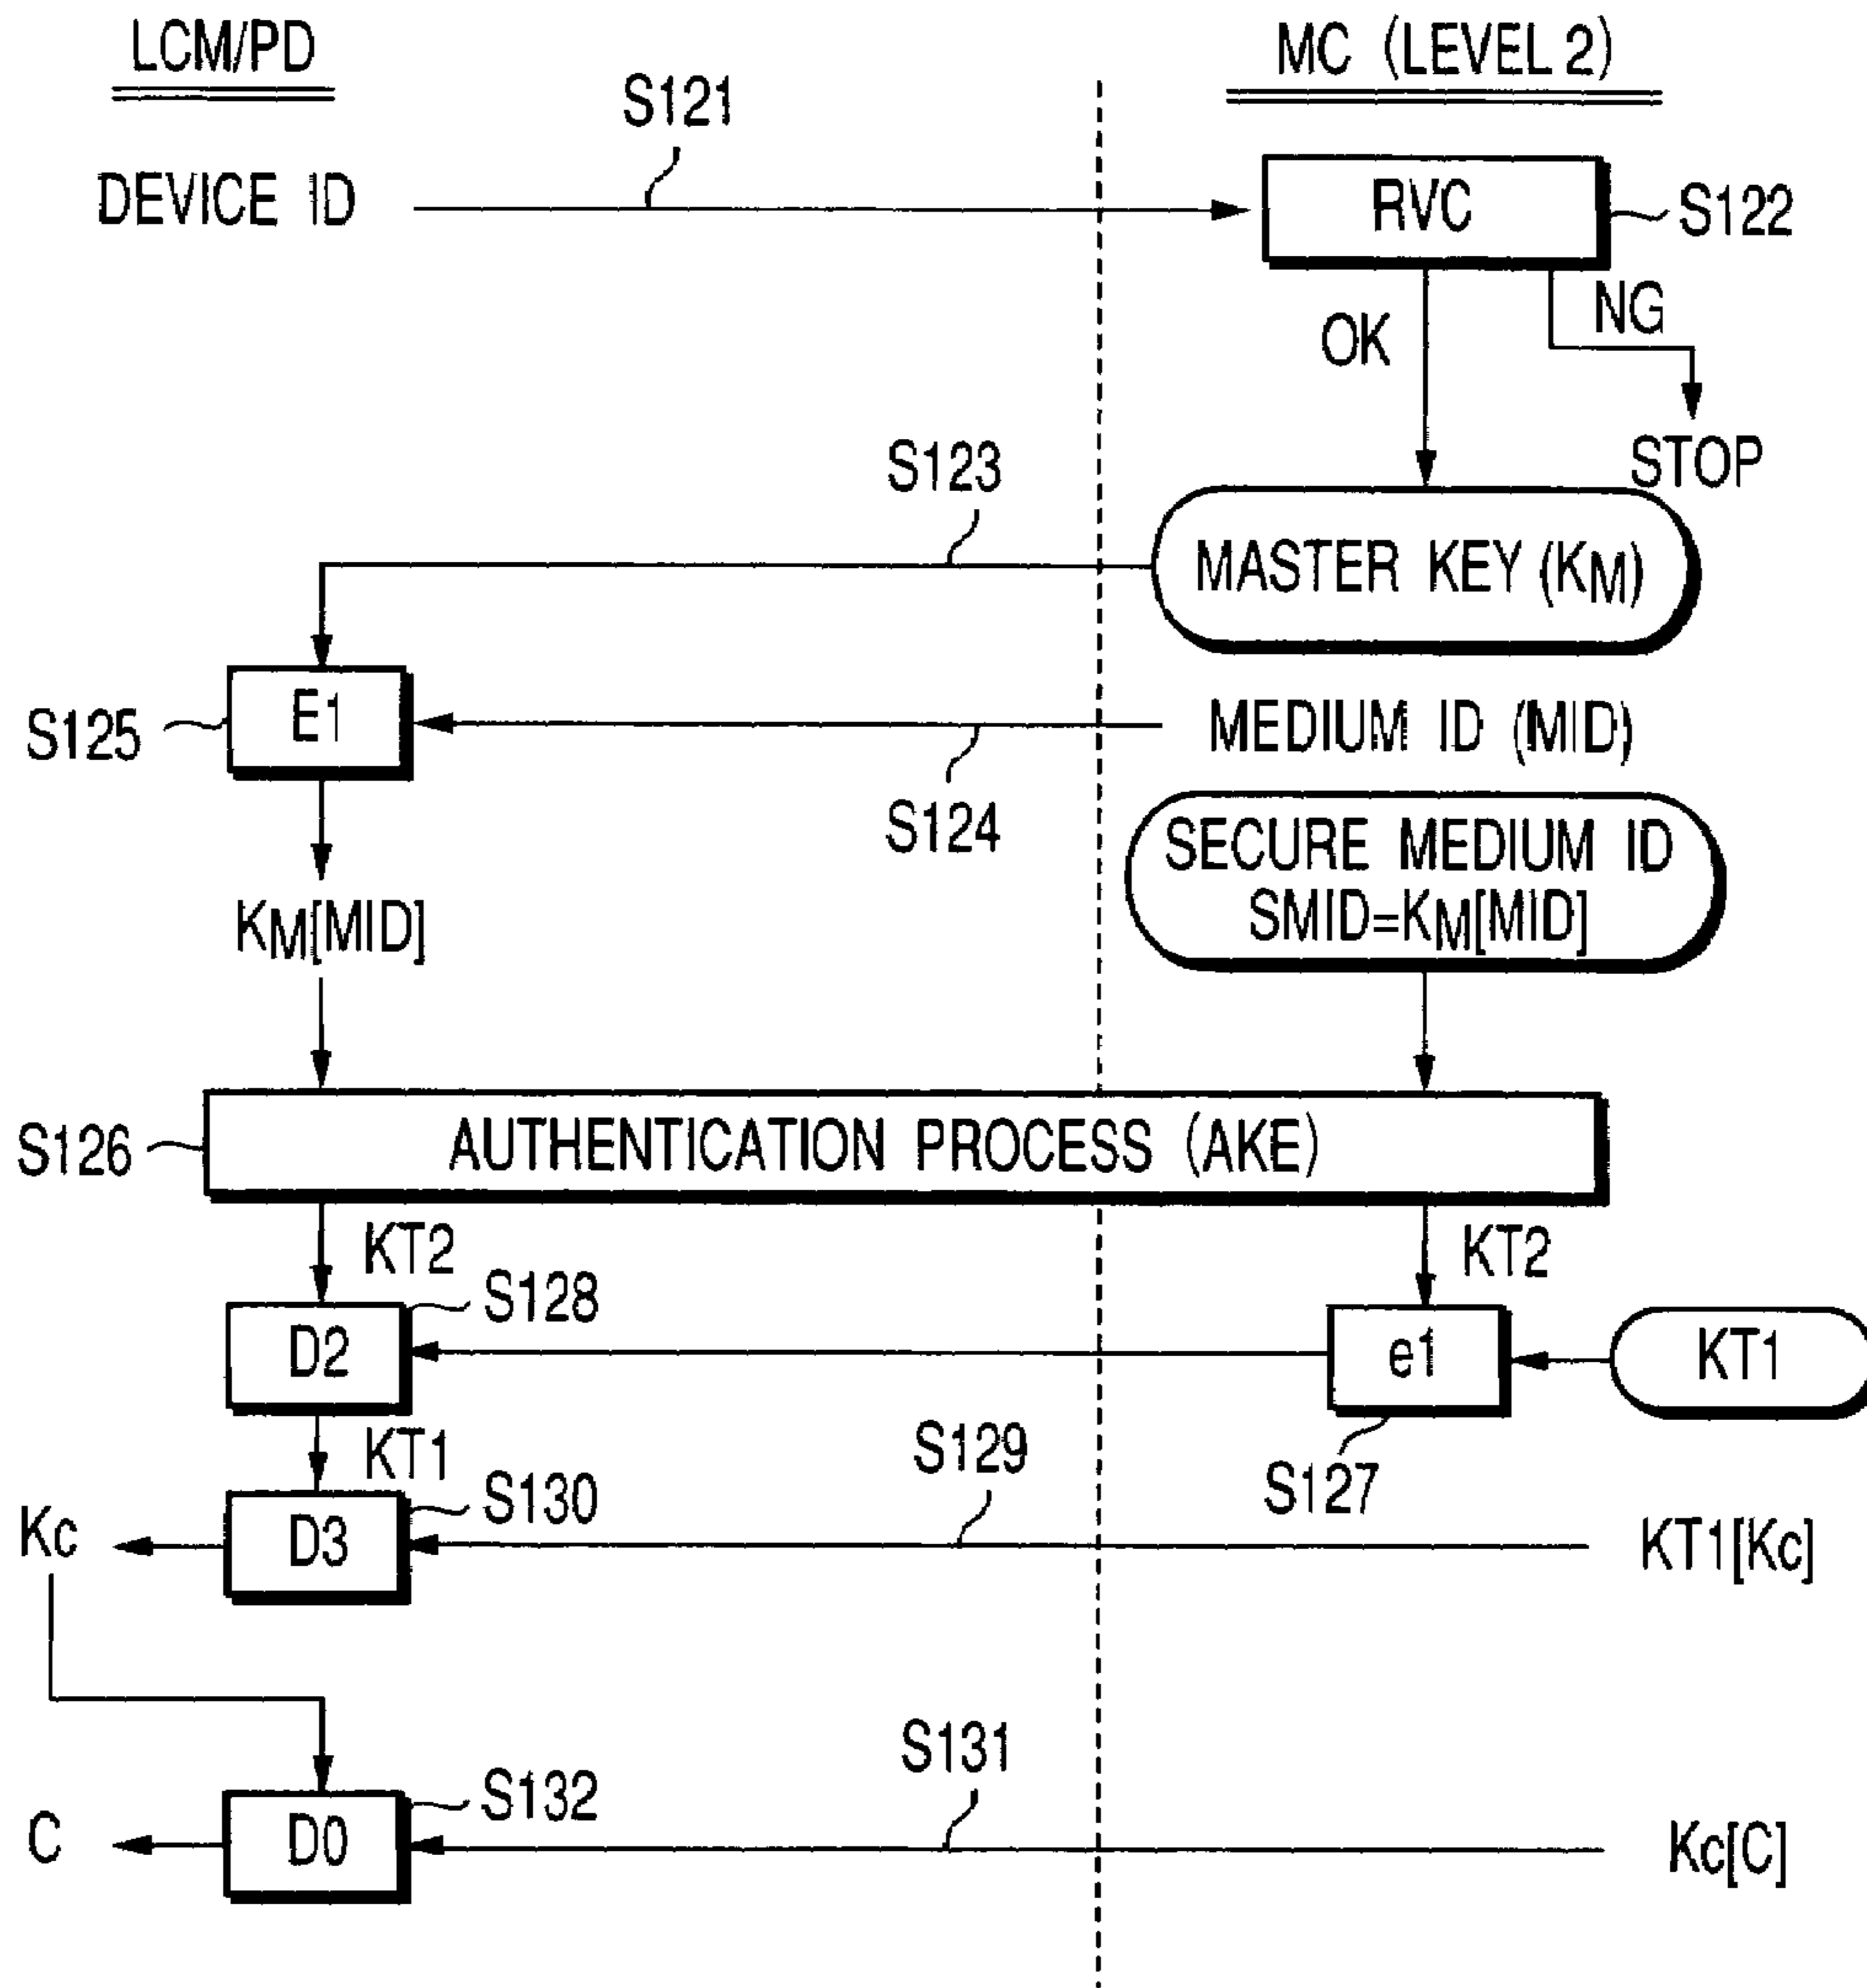 LCM/PD
MC (LEVEL 2)
S121
DEVICE ID
RVC
S122
OK
NG
STOP
S123
MASTER KEY (KM)
E1
S125
MEDIUM ID (MID)
S124
SECURE MEDIUM ID
SMID=KM[MID]
KM[MID]
S126
AUTHENTICATION PROCESS (AKE)
KT2
KT2
S128
D2
e1
KT1
KT1
S129
S127
S130
Kc
D3
KT1[Kc]
S131
S132
C
D0
Kc[C]